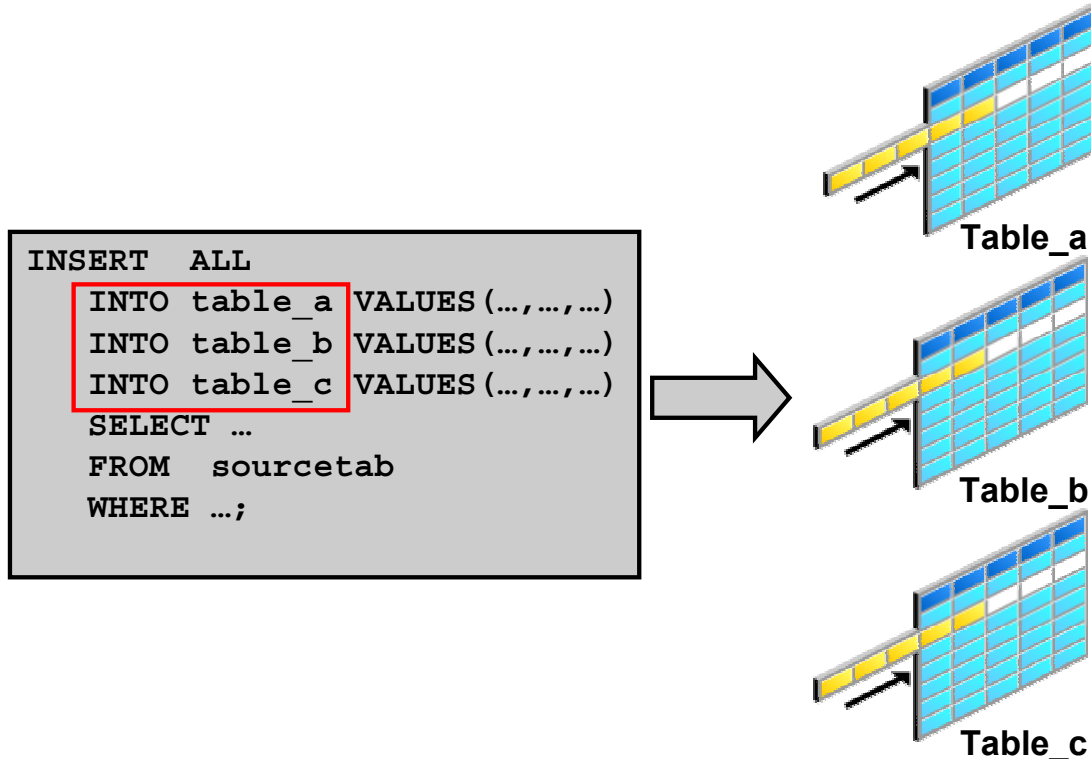 INSERT ALL
INTO table_a VALUES(…,…,…)
INTO table_b VALUES(…,…,…)
INTO table_c VALUES(…,…,…)
SELECT …
FROM sourcetab
WHERE …;
Table_a
Table_b
Table_c